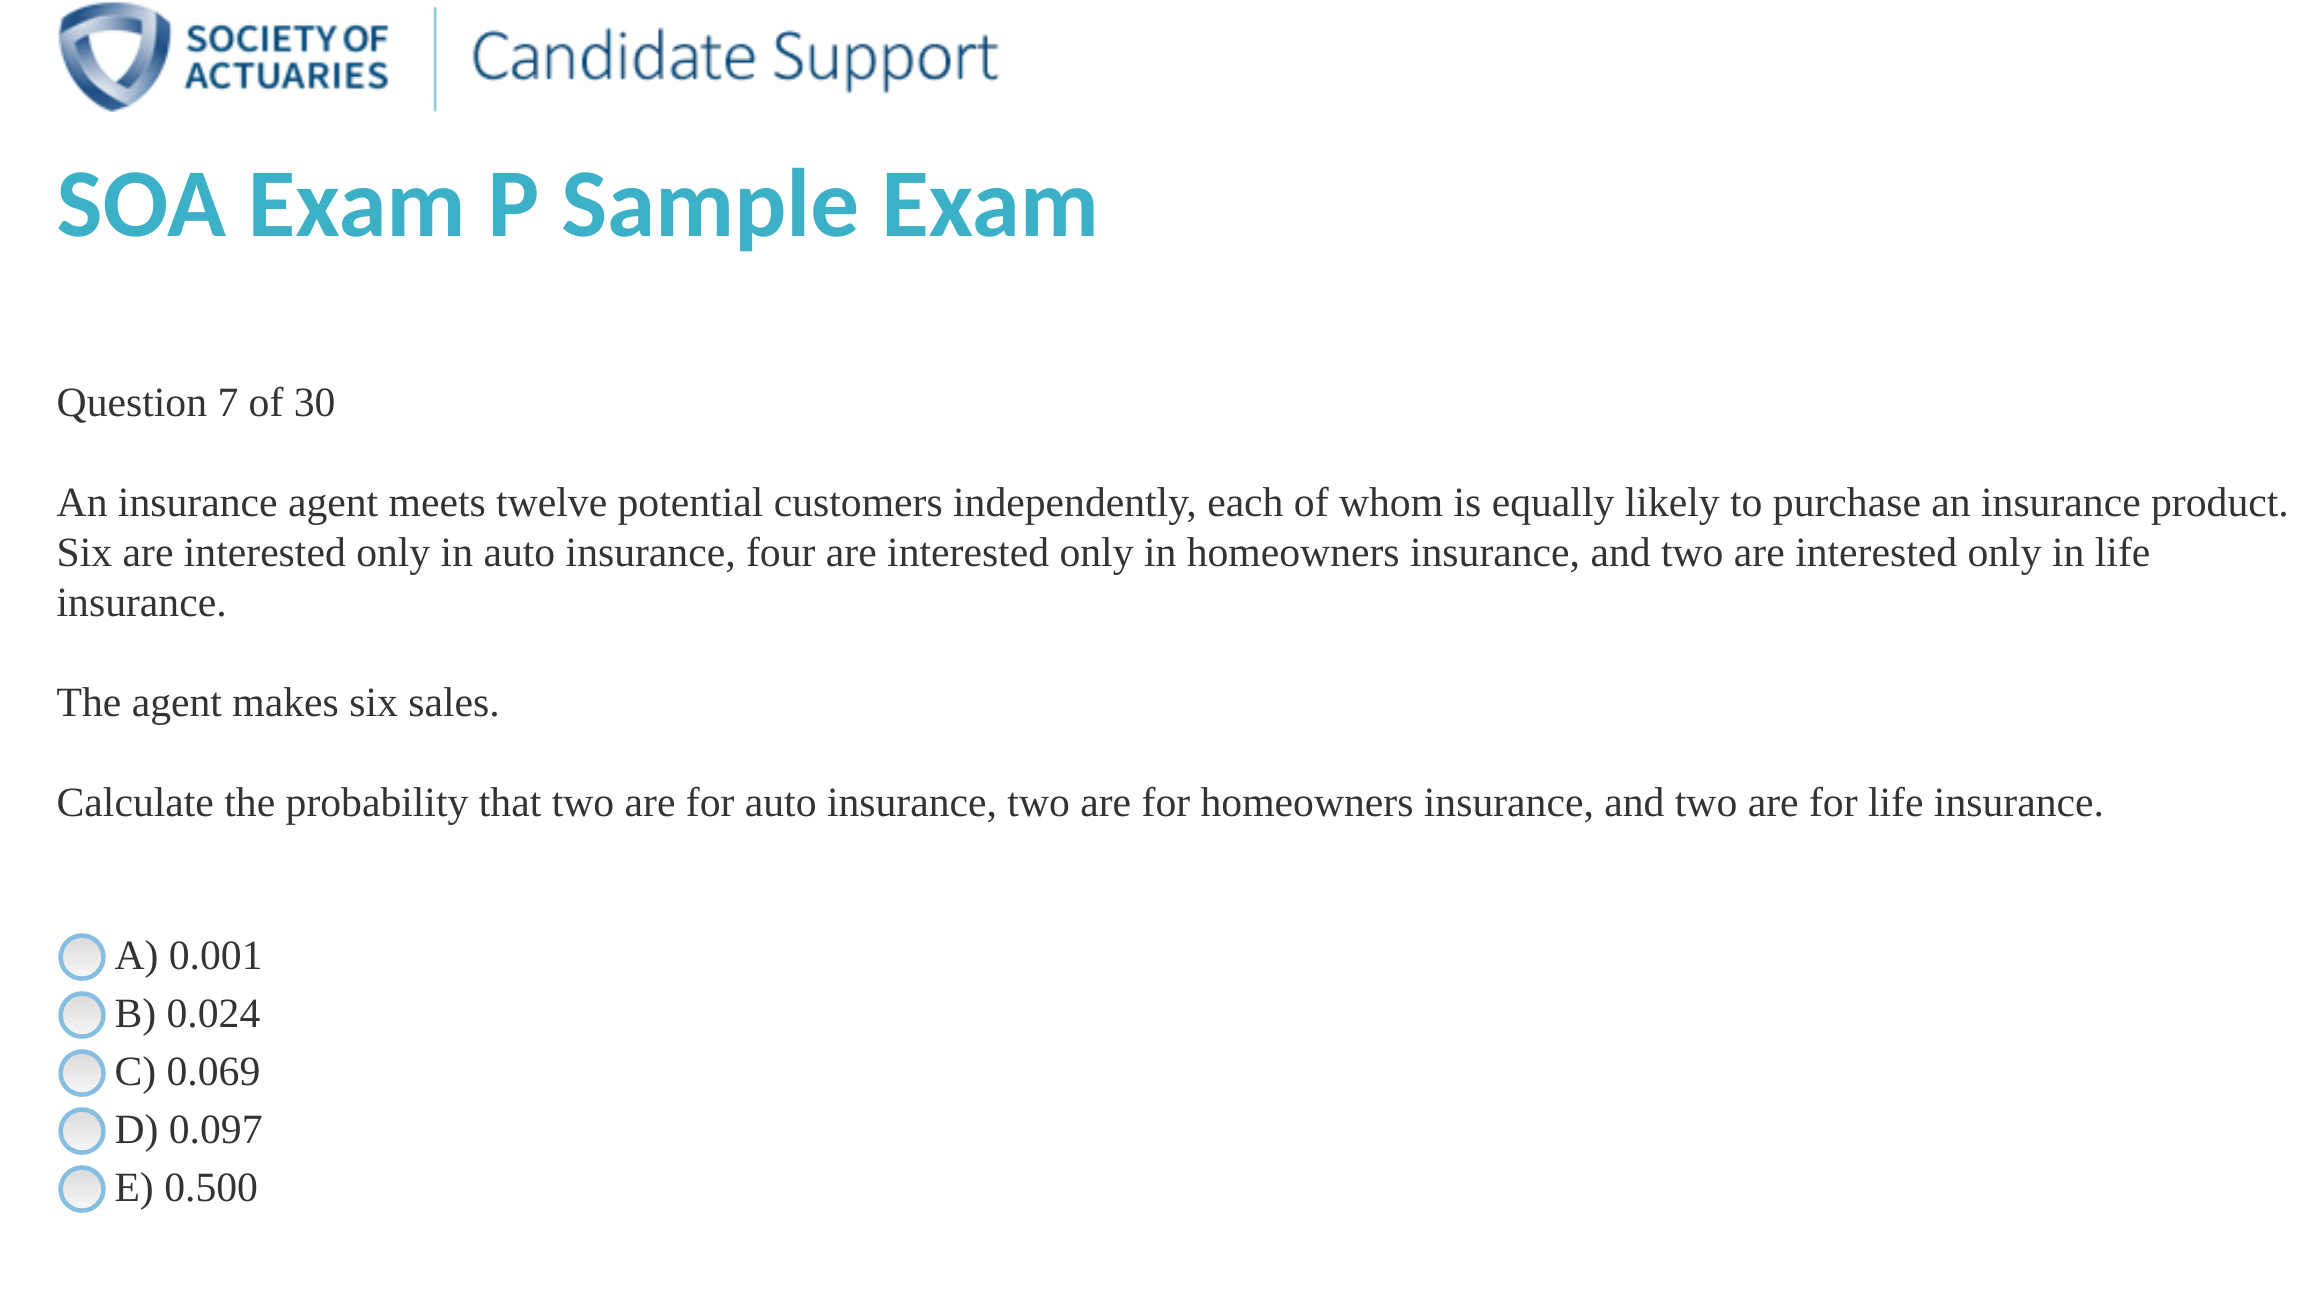 SOCIETY OF
ACTUARIES
Candidate Support
SOA Exam P Sample Exam
Question 7 of 30
An insurance agent meets twelve potential customers independently, each of whom is equally likely to purchase an insurance product.
Six are interested only in auto insurance, four are interested only in homeowners insurance, and two are interested only in life
insurance.
The agent makes six sales.
Calculate the probability that two are for auto insurance, two are for homeowners insurance, and two are for life insurance.
A) 0.001
B) 0.024
C) 0.069
D) 0.097
E) 0.500